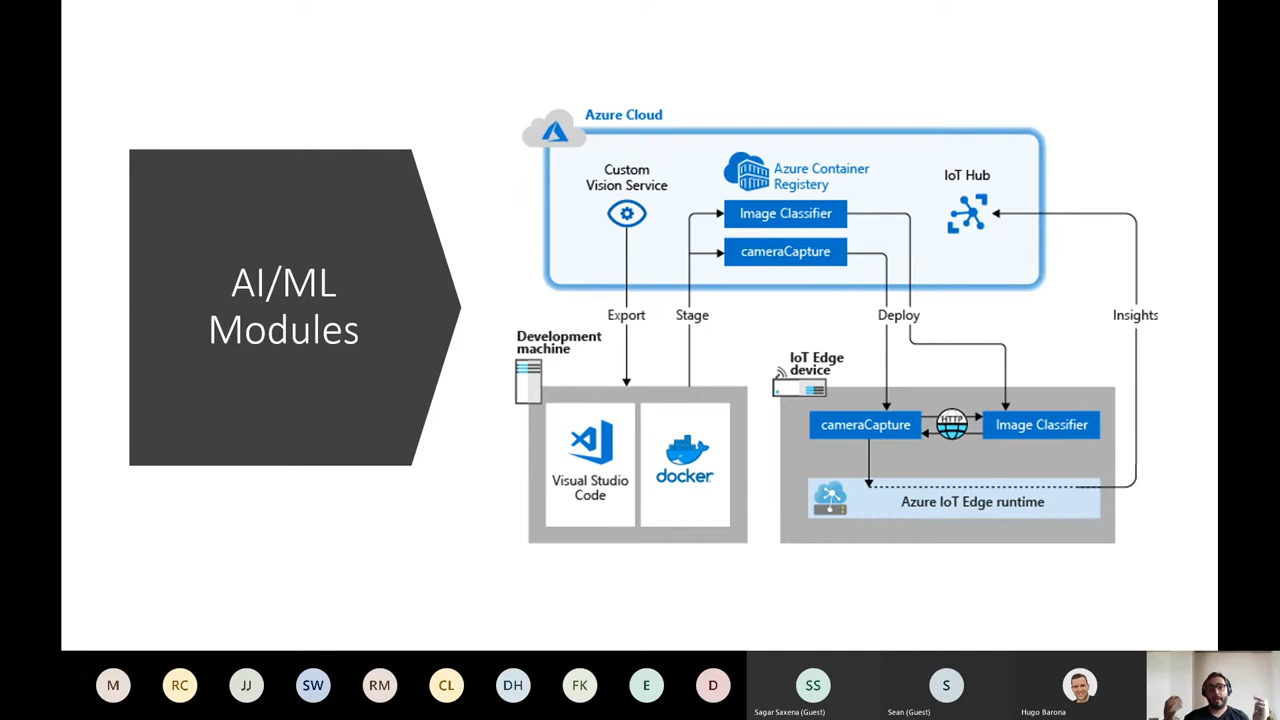 AI/ML
Modules
Azure Cloud
Custom
Vision Service
Azure Container
Registery
Image Classifier
cameraCapture
IoT Hub
Export
Stage
Deploy
Insights
Development
machine
Visual Studio
Code
docker
IoT Edge
device
cameraCapture
HTTP
Image Classifier
Azure IoT Edge runtime
M
RC
JJ
SW
RM
CL
DH
FK
E
D
SS
Sagar Saxena (Guest)
S
Sean (Guest)
Hugo Barona